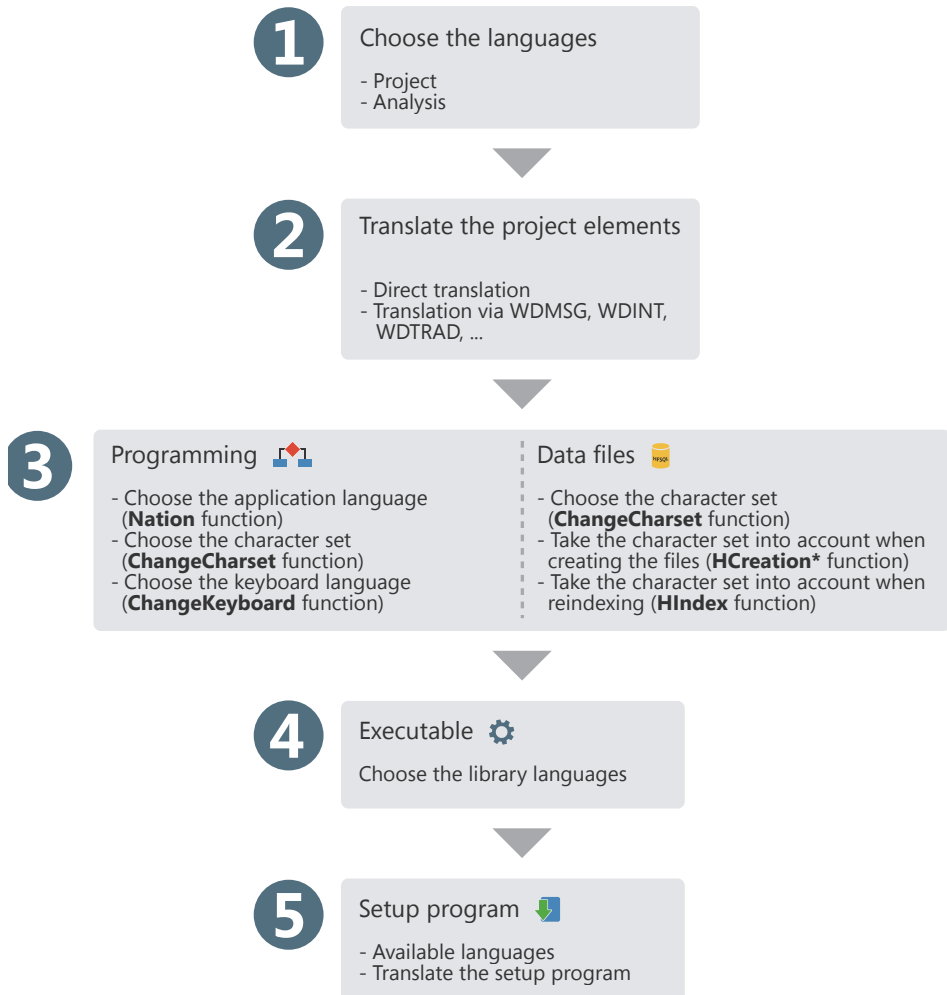 1
Choose the languages
- Project
- Analysis
2
Translate the project elements
- Direct translation
- Translation via WDMSG, WDINT,
WDTRAD, ...
3
Programming
- Choose the application language
(Nation function)
- Choose the character set
(ChangeCharset function)
- Choose the keyboard language
(ChangeKeyboard function)
Data files
HFSQL
- Choose the character set
(ChangeCharset function)
- Take the character set into account when
creating the files (HCreation* function)
- Take the character set into account when
reindexing (HIndex function)
4
Executable
Choose the library languages
5
Setup program
- Available languages
- Translate the setup program